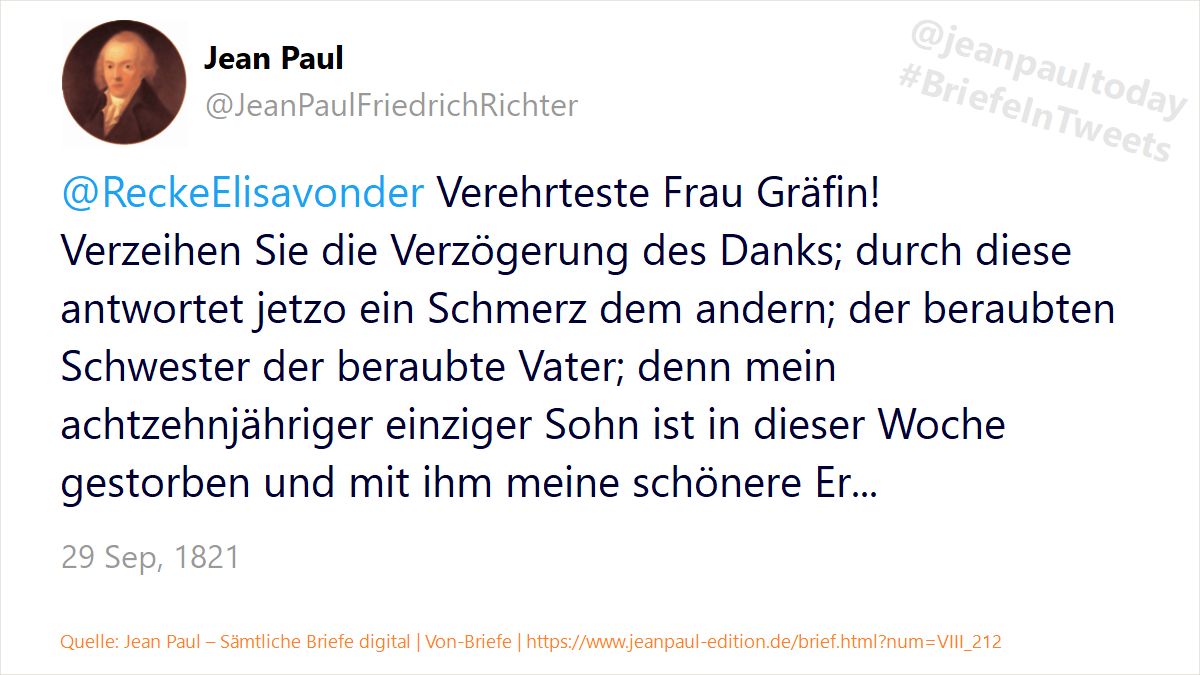 @jeanpaultoday
#BriefeInTweets
Jean Paul
@JeanPaulFriedrichRichter
@ReckeElisavonder Verehrteste Frau Gräfin!
Verzeihen Sie die Verzögerung des Danks; durch diese
antwortet jetzo ein Schmerz dem andern; der beraubten
Schwester der beraubte Vater; denn mein
achtzehnjähriger einziger Sohn ist in dieser Woche
gestorben und mit ihm meine schönere Er...
29 Sep, 1821
Quelle: Jean Paul – Sämtliche Briefe digital | Von-Briefe | https://www.jeanpaul-edition.de/brief.html?num=VIII_212